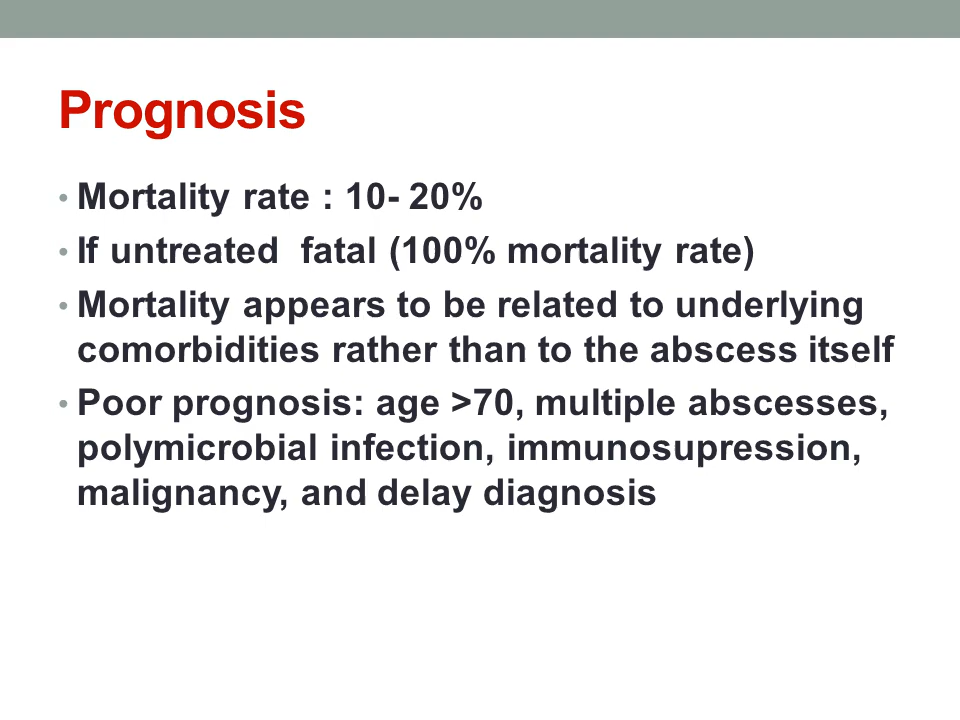 Prognosis
• Mortality rate : 10- 20%
• If untreated  fatal (100% mortality rate)
• Mortality appears to be related to underlying
comorbidities rather than to the abscess itself
• Poor prognosis: age >70, multiple abscesses,
polymicrobial infection, immunosupression,
malignancy, and delay diagnosis